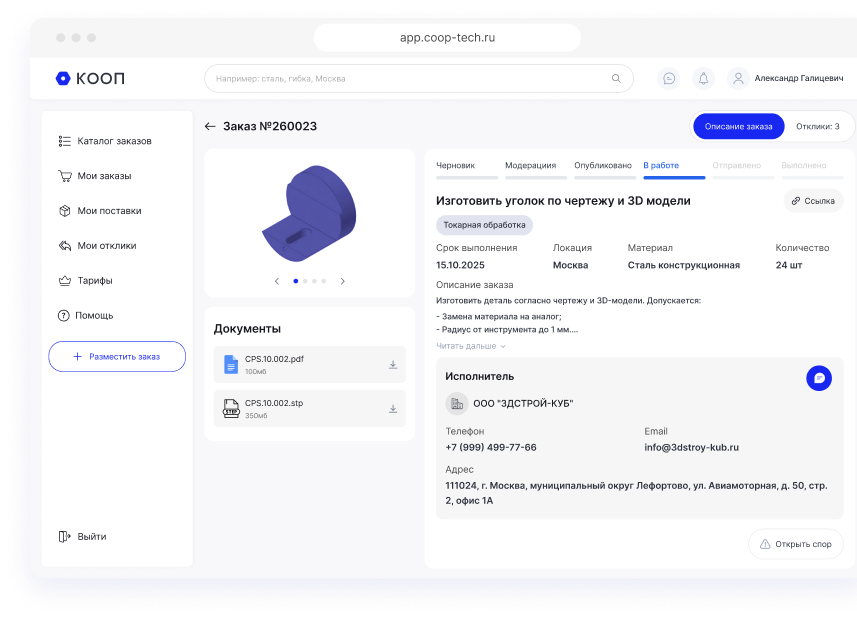 app.coop-tech.ru
КООП
Например: сталь, гибка, Москва
Александр Галицевич
Каталог заказов
Мои заказы
Мои поставки
Мои отклики
Тарифы
Помощь
Разместить заказ
Выйти
Заказ №260023
Описание заказа
Отклики: 3
Документы
CPS.10.002.pdf
100мб
STEP
CPS.10.002.stp
350мб
Черновик Модерациия Опубликовано В работе Отправлено Выполнено
Изготовить уголок по чертежу и 3D модели
Ссылка
Токарная обработка
Срок выполнения Локация Материал Количество
15.10.2025 Москва Сталь конструкционная 24 шт
Описание заказа
Изготовить деталь согласно чертежу и 3D-модели. Допускается:
- Замена материала на аналог;
- Радиус от инструмента до 1 мм....
Читать дальше
Исполнитель
ООО "ЗДСТРОЙ-КУБ"
Телефон Email
+7 (999) 499-77-66 info@3dstroy-kub.ru
Адрес
111024, г. Москва, муниципальный округ Лефортово, ул. Авиамоторная, д. 50, стр.
2, офис 1А
Открыть спор